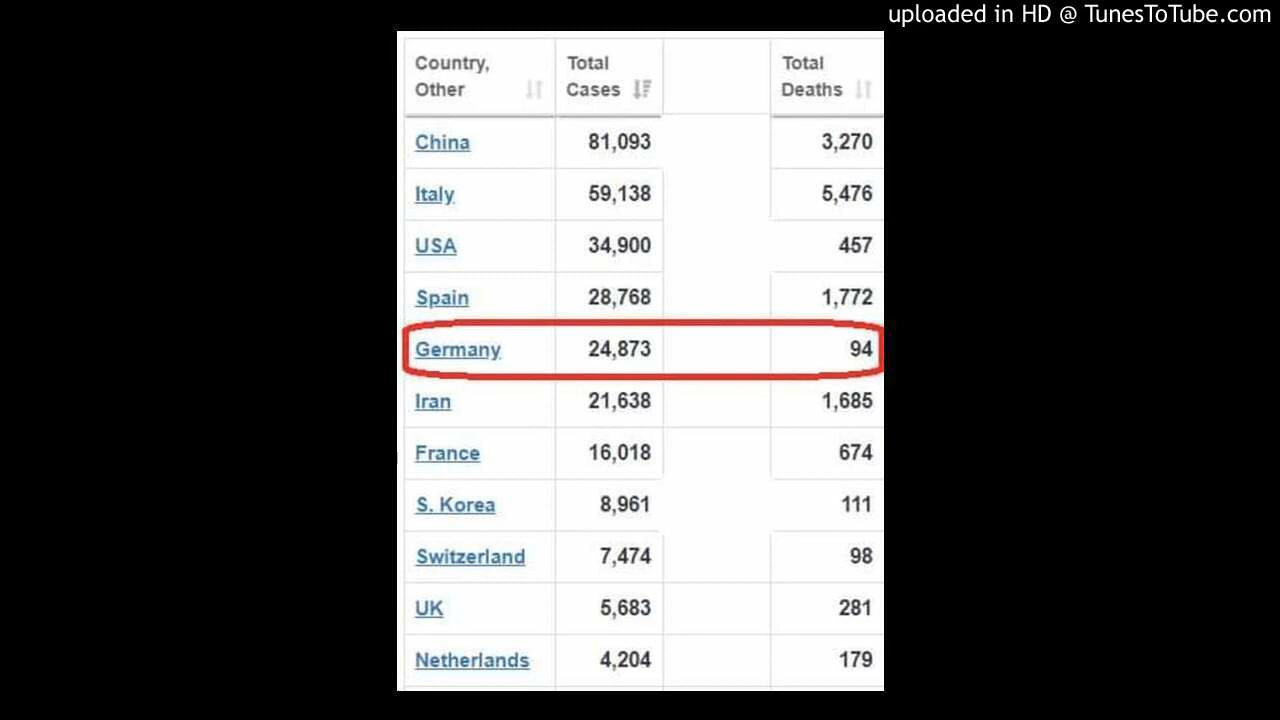 uploaded in HD @ TunesToTube.com
Country, Other Total Cases Total Deaths
China 81,093 3,270
Italy 59,138 5,476
USA 34,900 457
Spain 28,768 1,772
Germany 24,873 94
Iran 21,638 1,685
France 16,018 674
S. Korea 8,961 111
Switzerland 7,474 98
UK 5,683 281
Netherlands 4,204 179